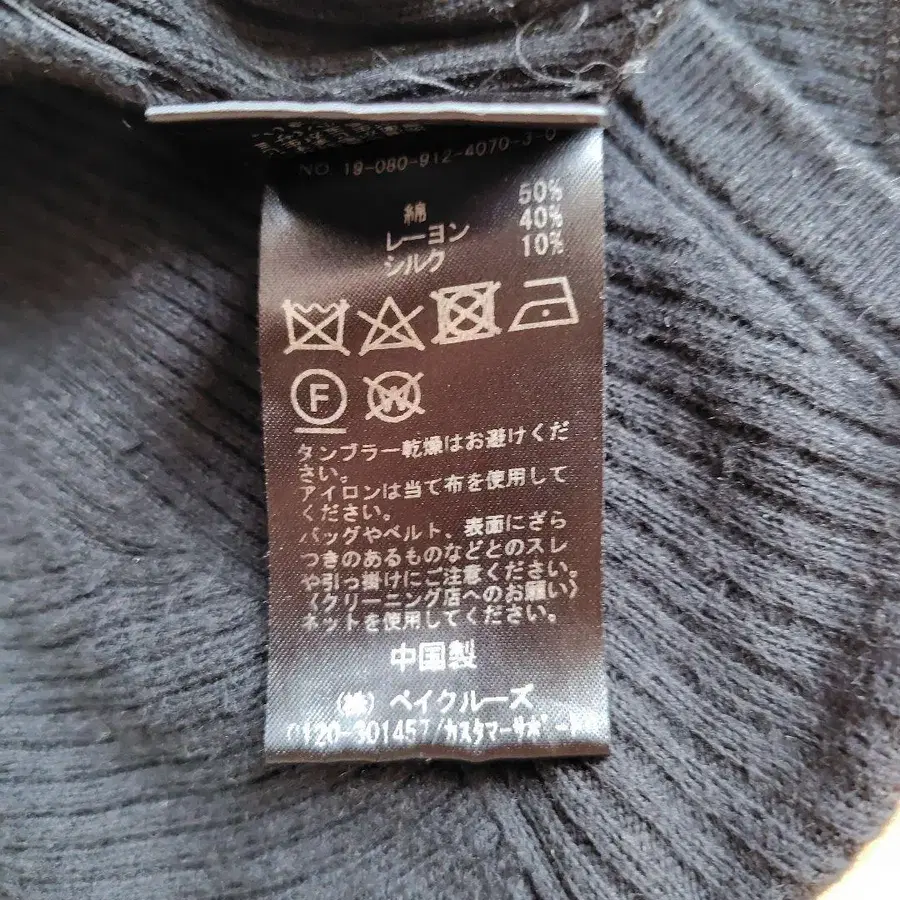 NO. 19-080-912-4070-3-0
綿 50%
レーヨン 40%
シルク 10%
F
W
タンブラー乾燥はお避けくだ
さい。
アイロンは当て布を使用して
ください。
バッグやベルト、表面にざら
つきのあるものなどとのスレ
や引っ掛けにご注意ください。
〈クリーニング店へのお願い〉
ネットを使用してください。
中国製
(株) ベイクルーズ
0120-301457/カスタマーサポート